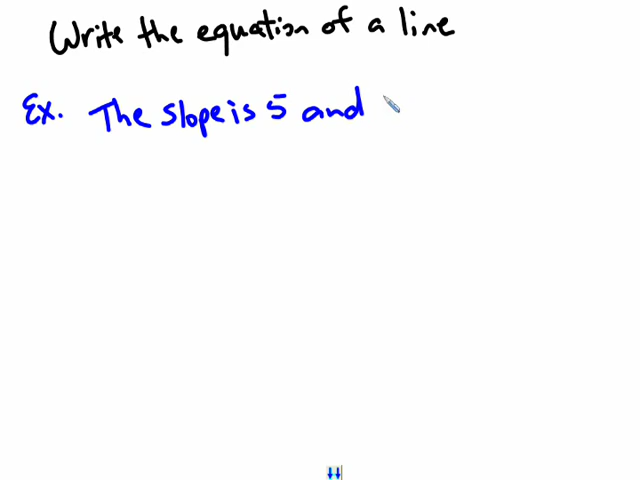 Write the equation of a line
Ex. The slope is 5 and